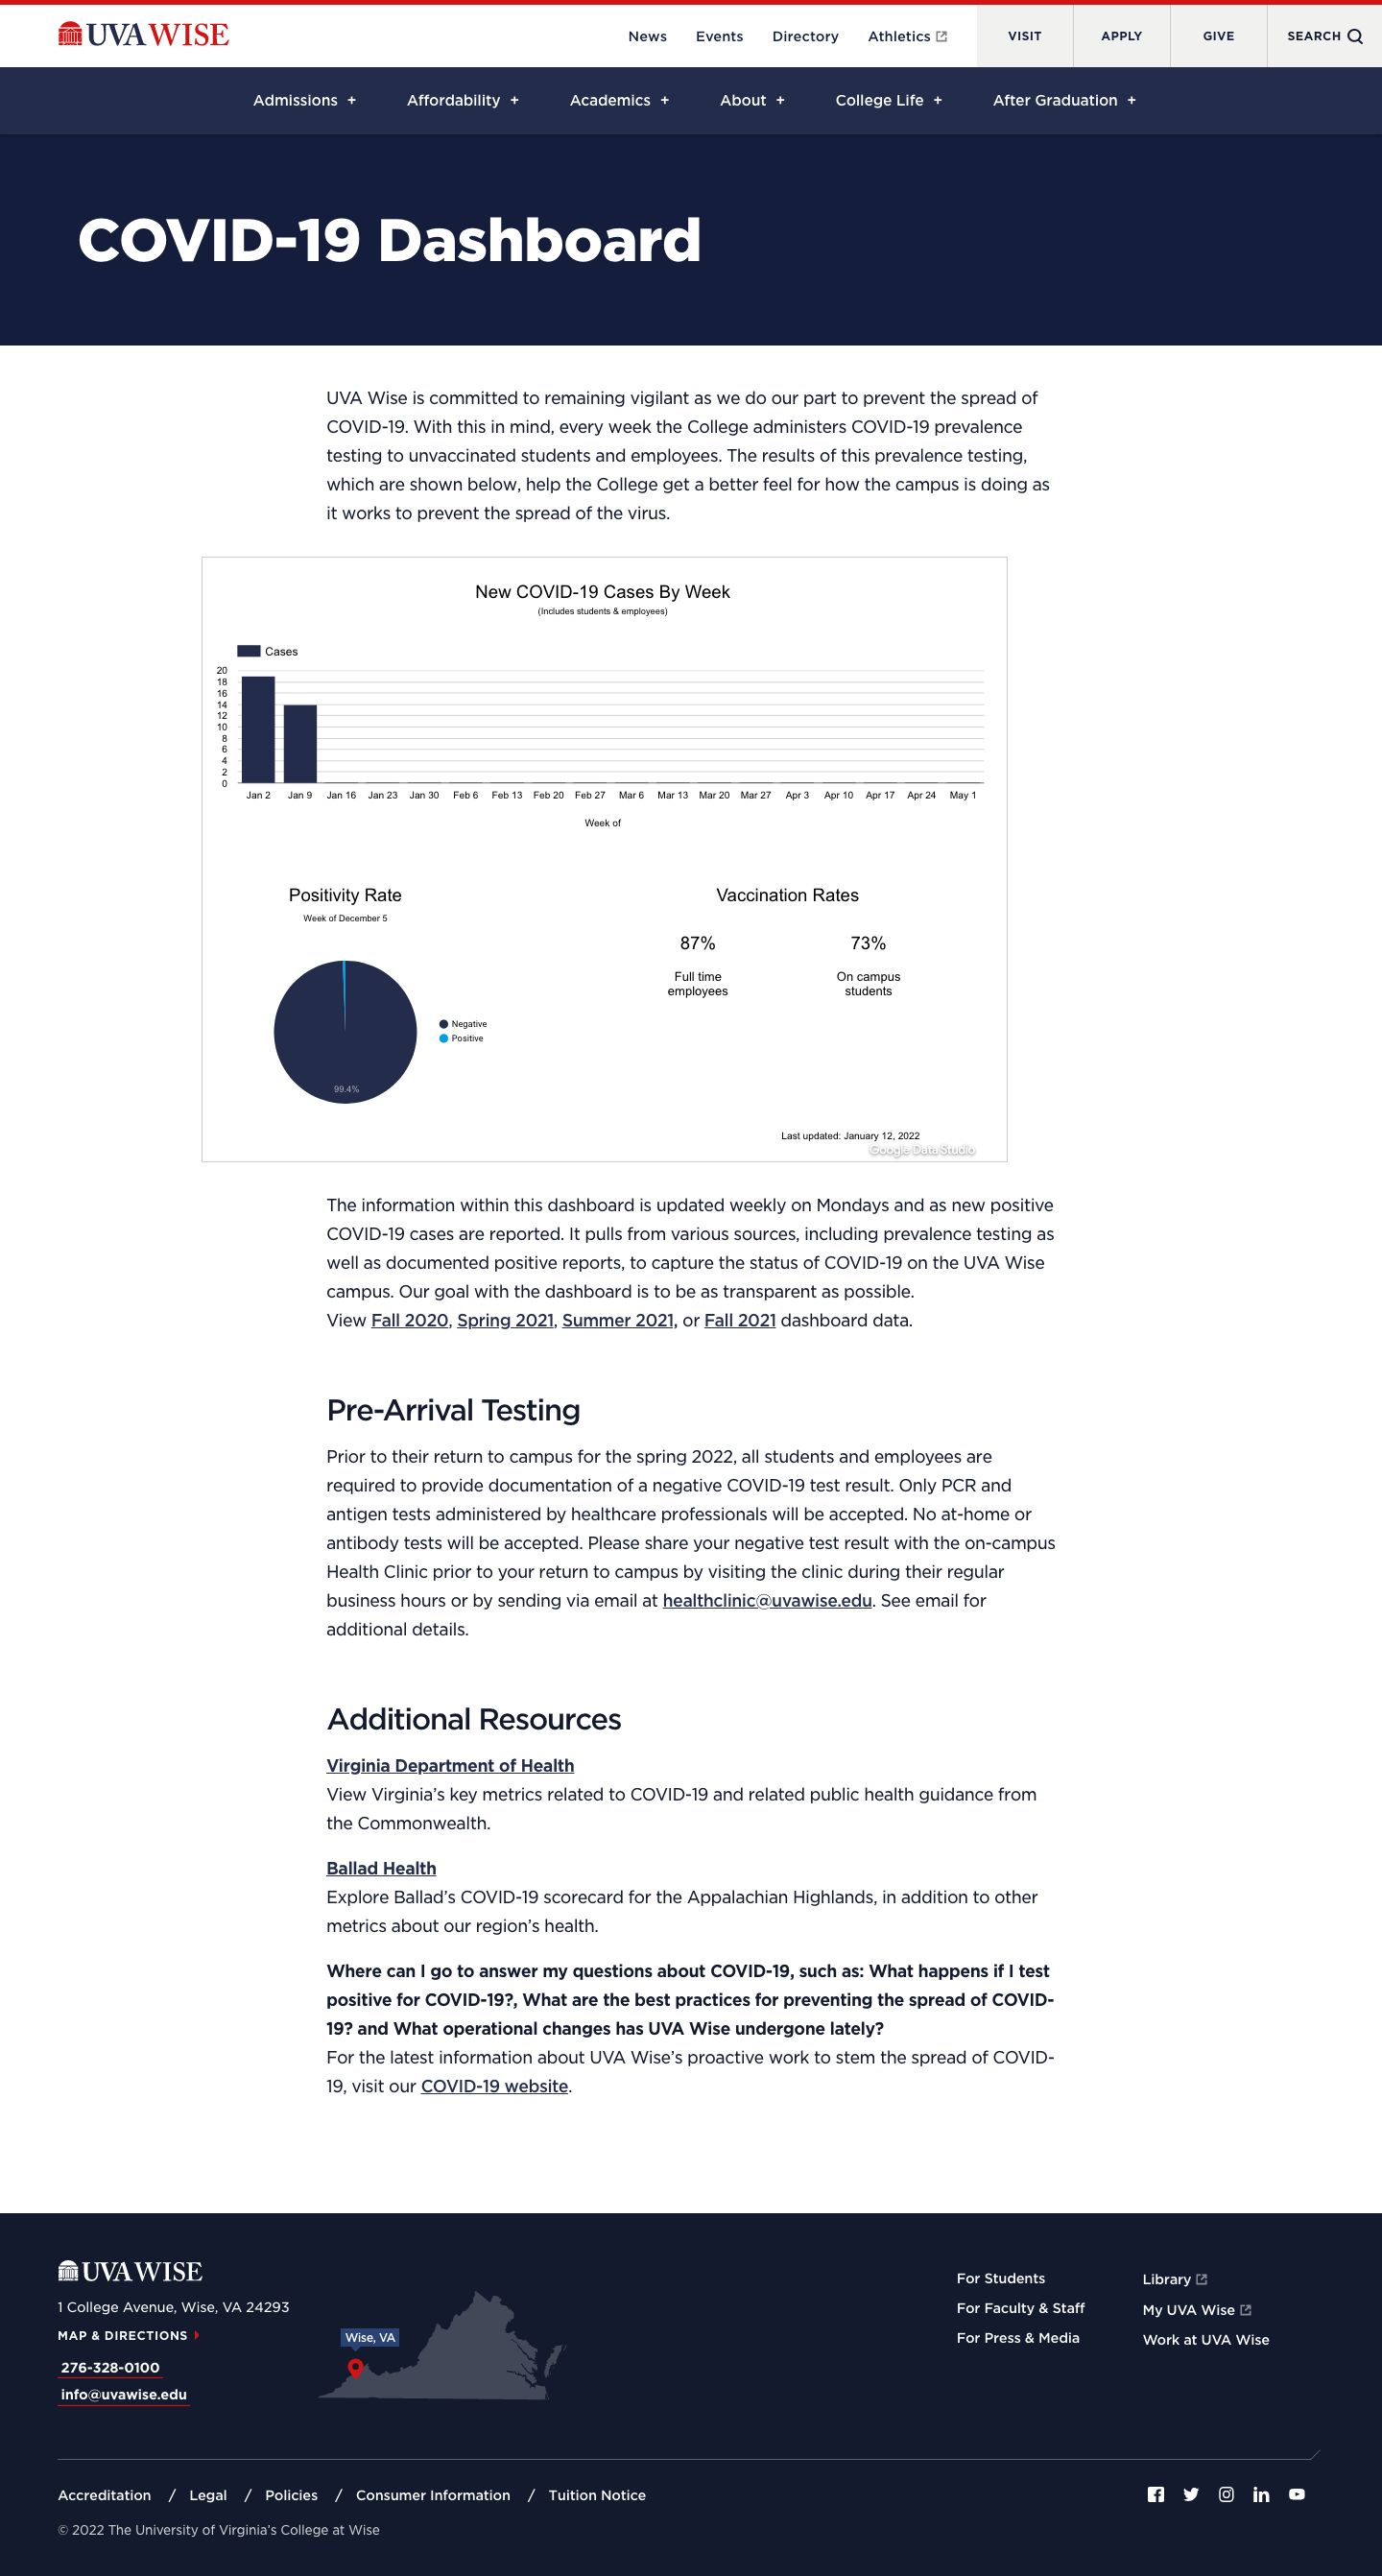 UVA WISE
News Events Directory Athletics
VISIT APPLY GIVE SEARCH
Admissions + Affordability + Academics + About + College Life + After Graduation +
COVID-19 Dashboard
UVA Wise is committed to remaining vigilant as we do our part to prevent the spread of
COVID-19. With this in mind, every week the College administers COVID-19 prevalence
testing to unvaccinated students and employees. The results of this prevalence testing,
which are shown below, help the College get a better feel for how the campus is doing as
it works to prevent the spread of the virus.
New COVID-19 Cases By Week
(Includes students & employees)
Cases
20
18
16
14
12
10
8
6
4
2
0
Jan 2 Jan 9 Jan 16 Jan 23 Jan 30 Feb 6 Feb 13 Feb 20 Feb 27 Mar 6 Mar 13 Mar 20 Mar 27 Apr 3 Apr 10 Apr 17 Apr 24 May 1
Week of
Positivity Rate
Week of December 5
Negative
Positive
99.4%
Vaccination Rates
87% 73%
Full time On campus
employees students
Last updated: January 12, 2022
Google Data Studio
The information within this dashboard is updated weekly on Mondays and as new positive
COVID-19 cases are reported. It pulls from various sources, including prevalence testing as
well as documented positive reports, to capture the status of COVID-19 on the UVA Wise
campus. Our goal with the dashboard is to be as transparent as possible.
View Fall 2020, Spring 2021, Summer 2021, or Fall 2021 dashboard data.
Pre-Arrival Testing
Prior to their return to campus for the spring 2022, all students and employees are
required to provide documentation of a negative COVID-19 test result. Only PCR and
antigen tests administered by healthcare professionals will be accepted. No at-home or
antibody tests will be accepted. Please share your negative test result with the on-campus
Health Clinic prior to your return to campus by visiting the clinic during their regular
business hours or by sending via email at healthclinic@uvawise.edu. See email for
additional details.
Additional Resources
Virginia Department of Health
View Virginia’s key metrics related to COVID-19 and related public health guidance from
the Commonwealth.
Ballad Health
Explore Ballad’s COVID-19 scorecard for the Appalachian Highlands, in addition to other
metrics about our region’s health.
Where can I go to answer my questions about COVID-19, such as: What happens if I test
positive for COVID-19?, What are the best practices for preventing the spread of COVID-
19? and What operational changes has UVA Wise undergone lately?
For the latest information about UVA Wise’s proactive work to stem the spread of COVID-
19, visit our COVID-19 website.
UVA WISE
1 College Avenue, Wise, VA 24293
MAP & DIRECTIONS
276-328-0100
info@uvawise.edu
Wise, VA
For Students
For Faculty & Staff
For Press & Media
Library
My UVA Wise
Work at UVA Wise
Accreditation / Legal / Policies / Consumer Information / Tuition Notice
© 2022 The University of Virginia’s College at Wise